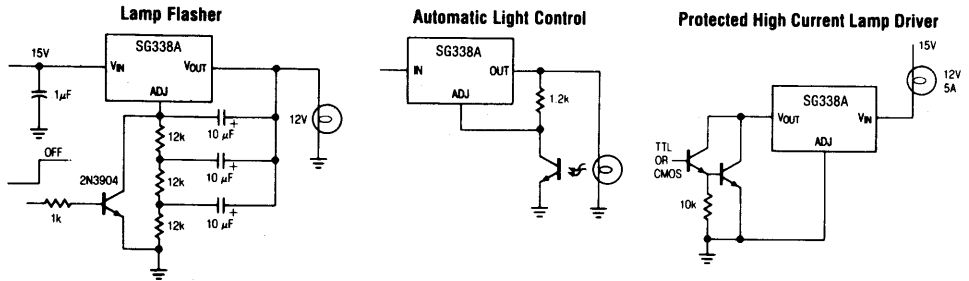 Lamp Flasher
15V
SG338A
VIN
VOUT
ADJ
1µF
12k
10 µF
+
12V
12k
10 µF
+
OFF
2N3904
12k
10 µF
+
1k
Automatic Light Control
SG338A
IN
OUT
ADJ
1.2k
Protected High Current Lamp Driver
15V
12V
5A
SG338A
VOUT
VIN
ADJ
TTL
OR
CMOS
10k